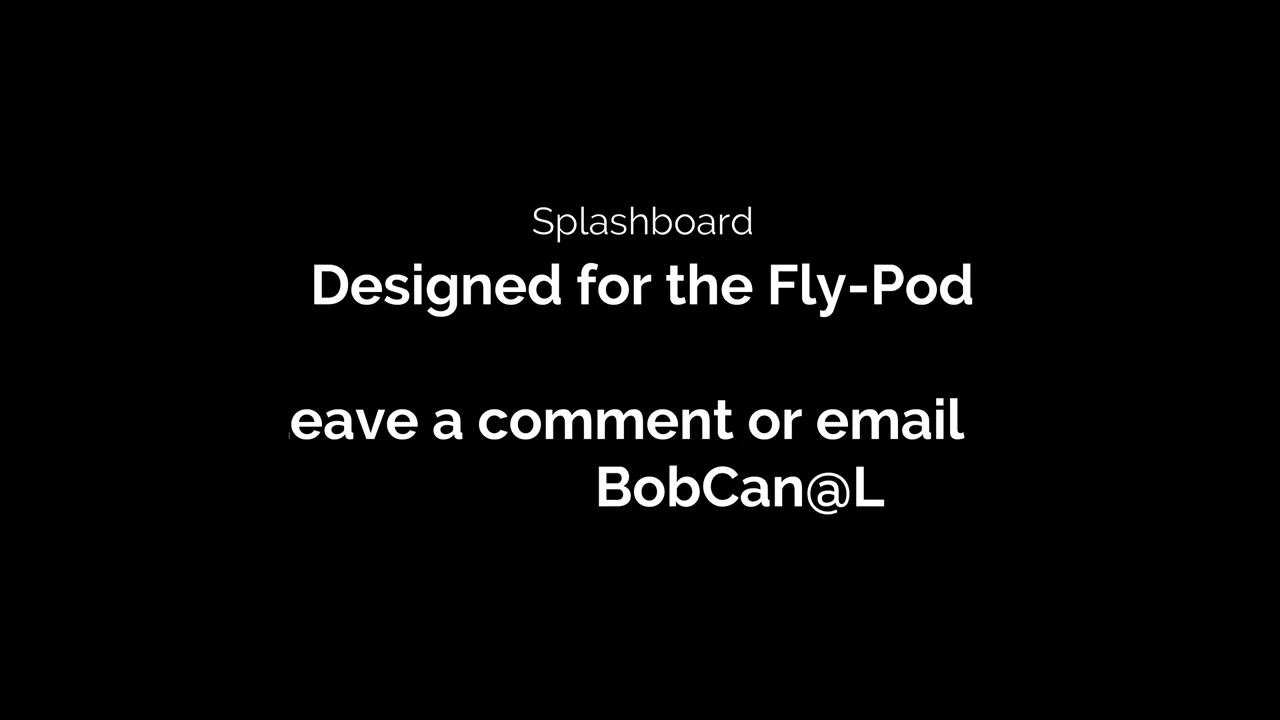 Splashboard
Designed for the Fly-Pod
eave a comment or email
BobCan@L